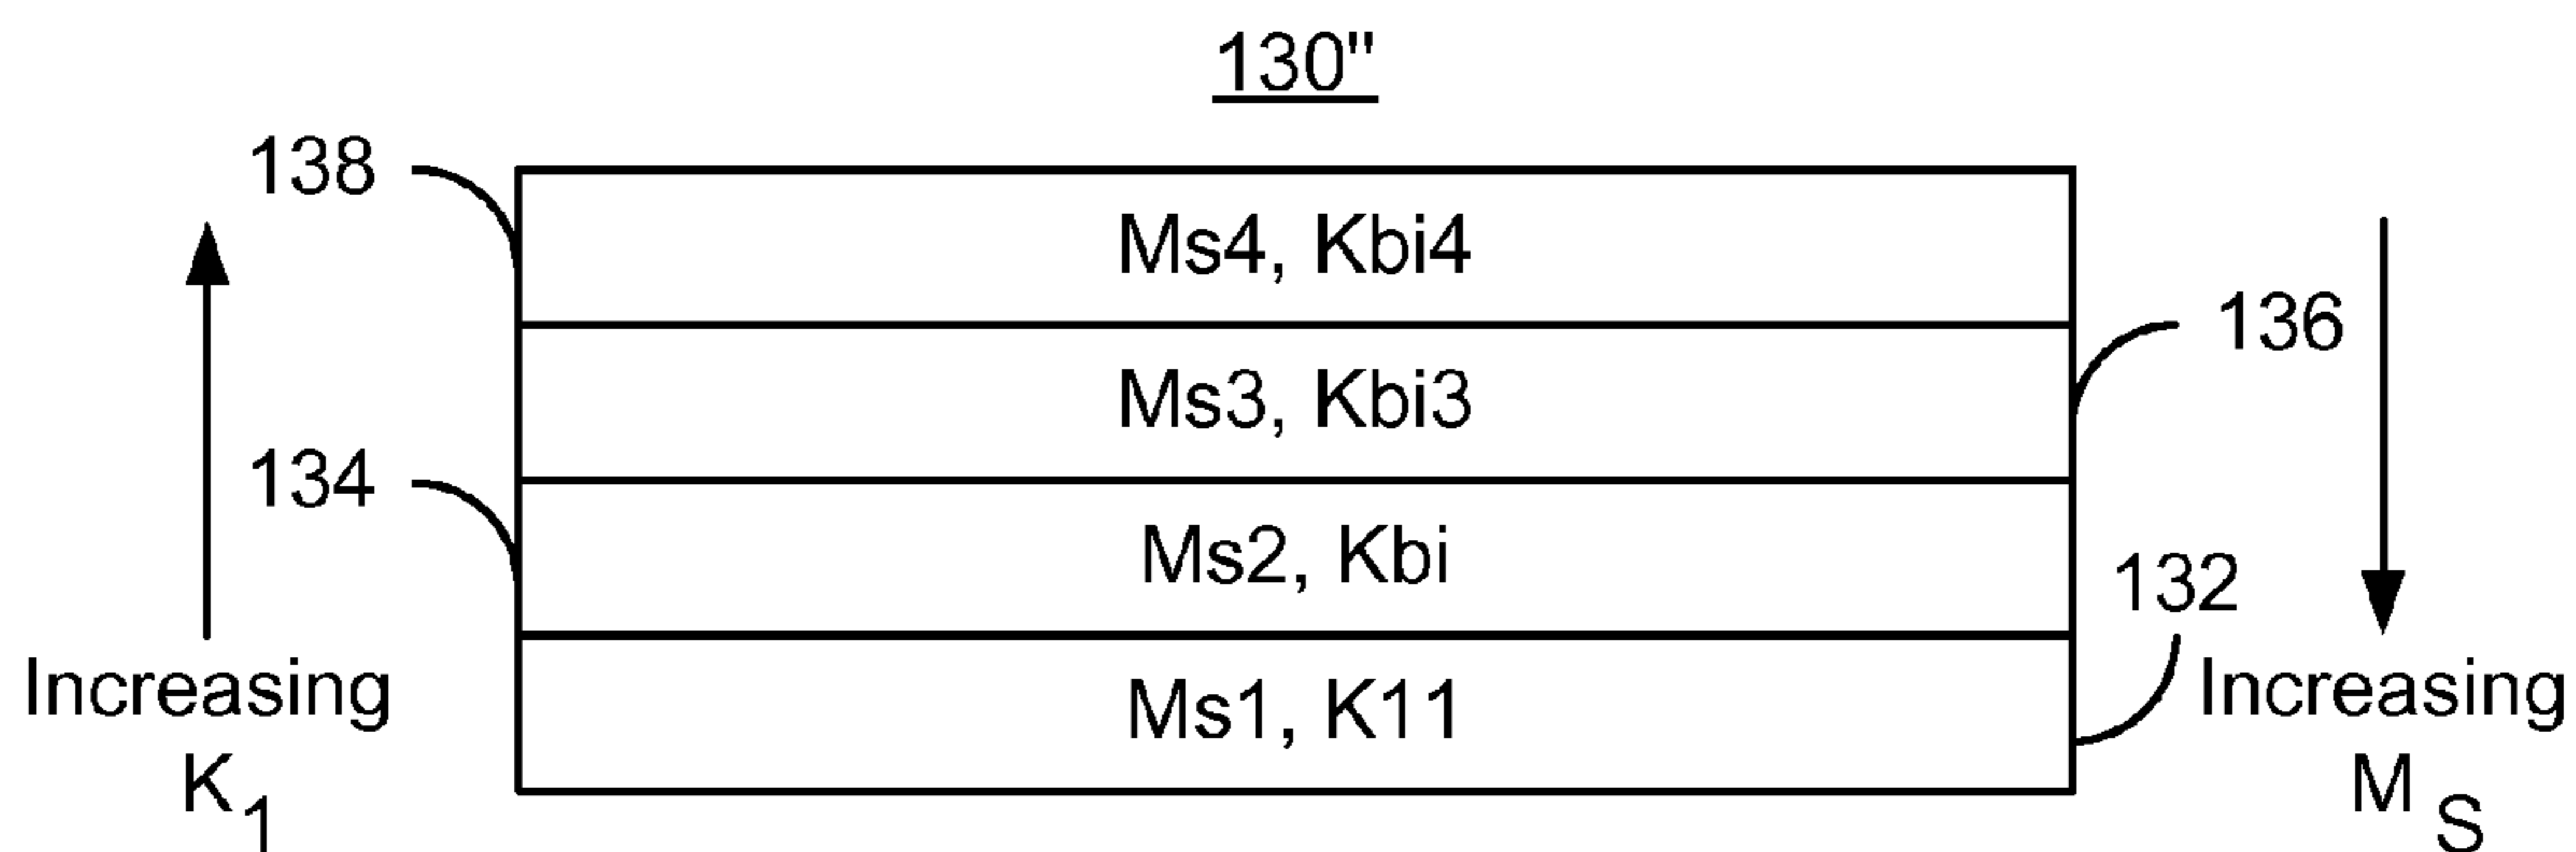 130"
138
Ms4, Kbi4
136
Ms3, Kbi3
134
Ms2, Kbi
132
Ms1, K11
Increasing
K1
Increasing
MS